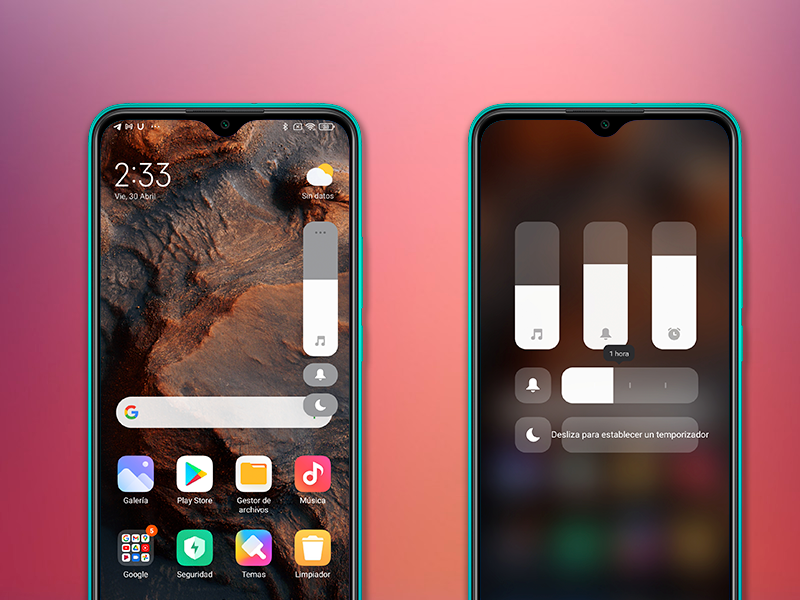 2:33
Vie, 30 Abril
Sin datos
G
Galería
Play Store
Gestor de
archivos
Música
5
Google
Seguridad
Temas
Limpiador
1 hora
Desliza para establecer un temporizador